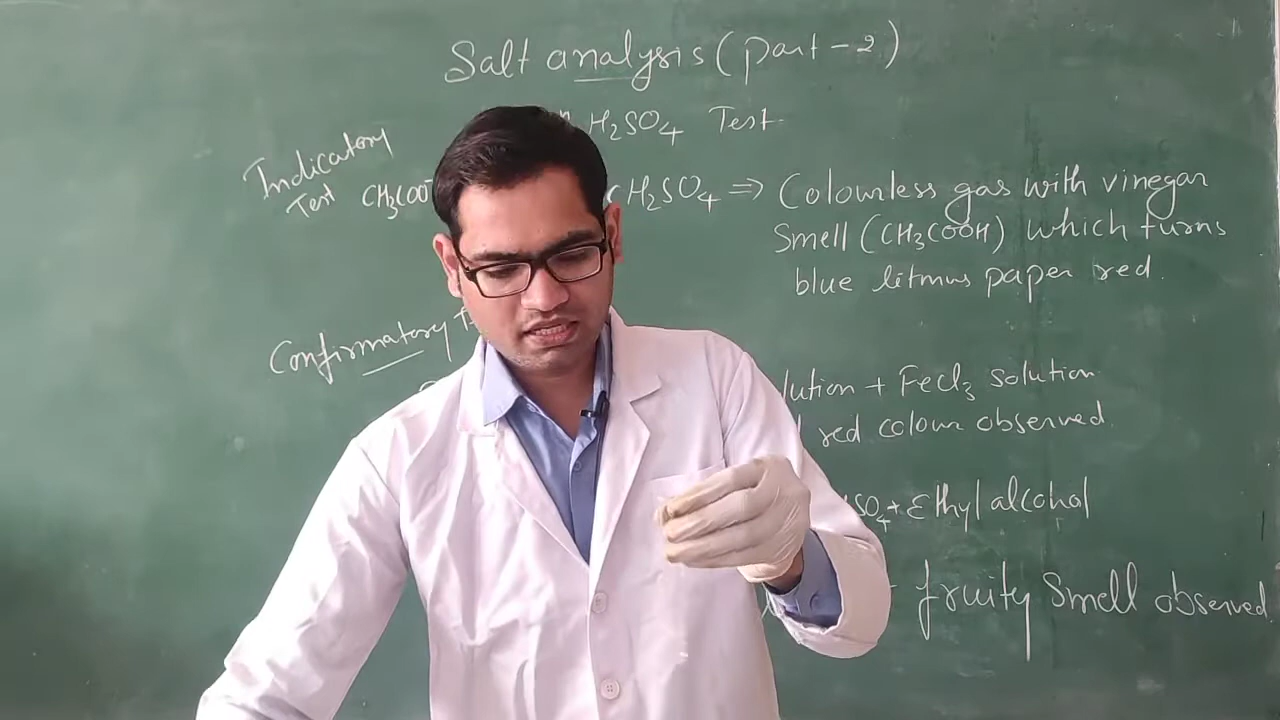 Salt analysis (part-2)
H2SO4 Test
Indicatory
Test CH3COO H2SO4 ⇒ Colourless gas with vinegar
Smell (CH3COOH) which turns
blue litmus paper red.
Confirmatory
lution + FeCl3 solution
red colour observed
SO4 + Ethyl alcohol
fruity Smell observed